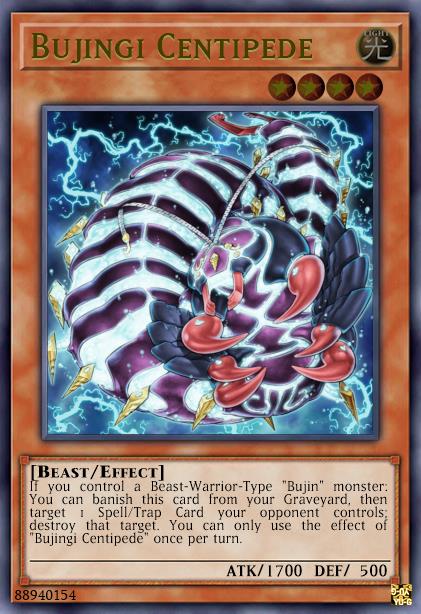 Bujingi Centipede
LIGHT
光
[Beast/Effect]
If you control a Beast-Warrior-Type "Bujin" monster:
You can banish this card from your Graveyard, then
target 1 Spell/Trap Card your opponent controls;
destroy that target. You can only use the effect of
"Bujingi Centipede" once per turn.
ATK/1700 DEF/ 500
88940154